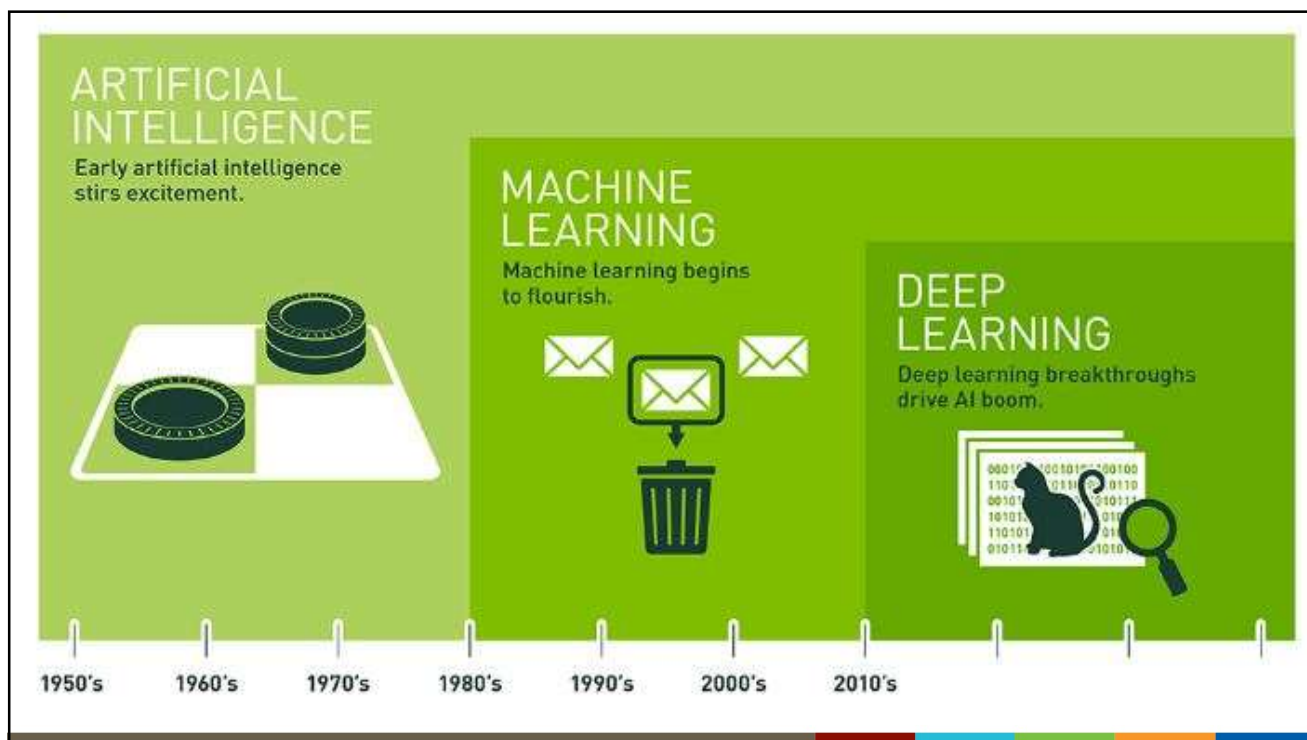 ARTIFICIAL
INTELLIGENCE
Early artificial intelligence
stirs excitement.
MACHINE
LEARNING
Machine learning begins
to flourish.
DEEP
LEARNING
Deep learning breakthroughs
drive AI boom.
1950's 1960's 1970's 1980's 1990's 2000's 2010's